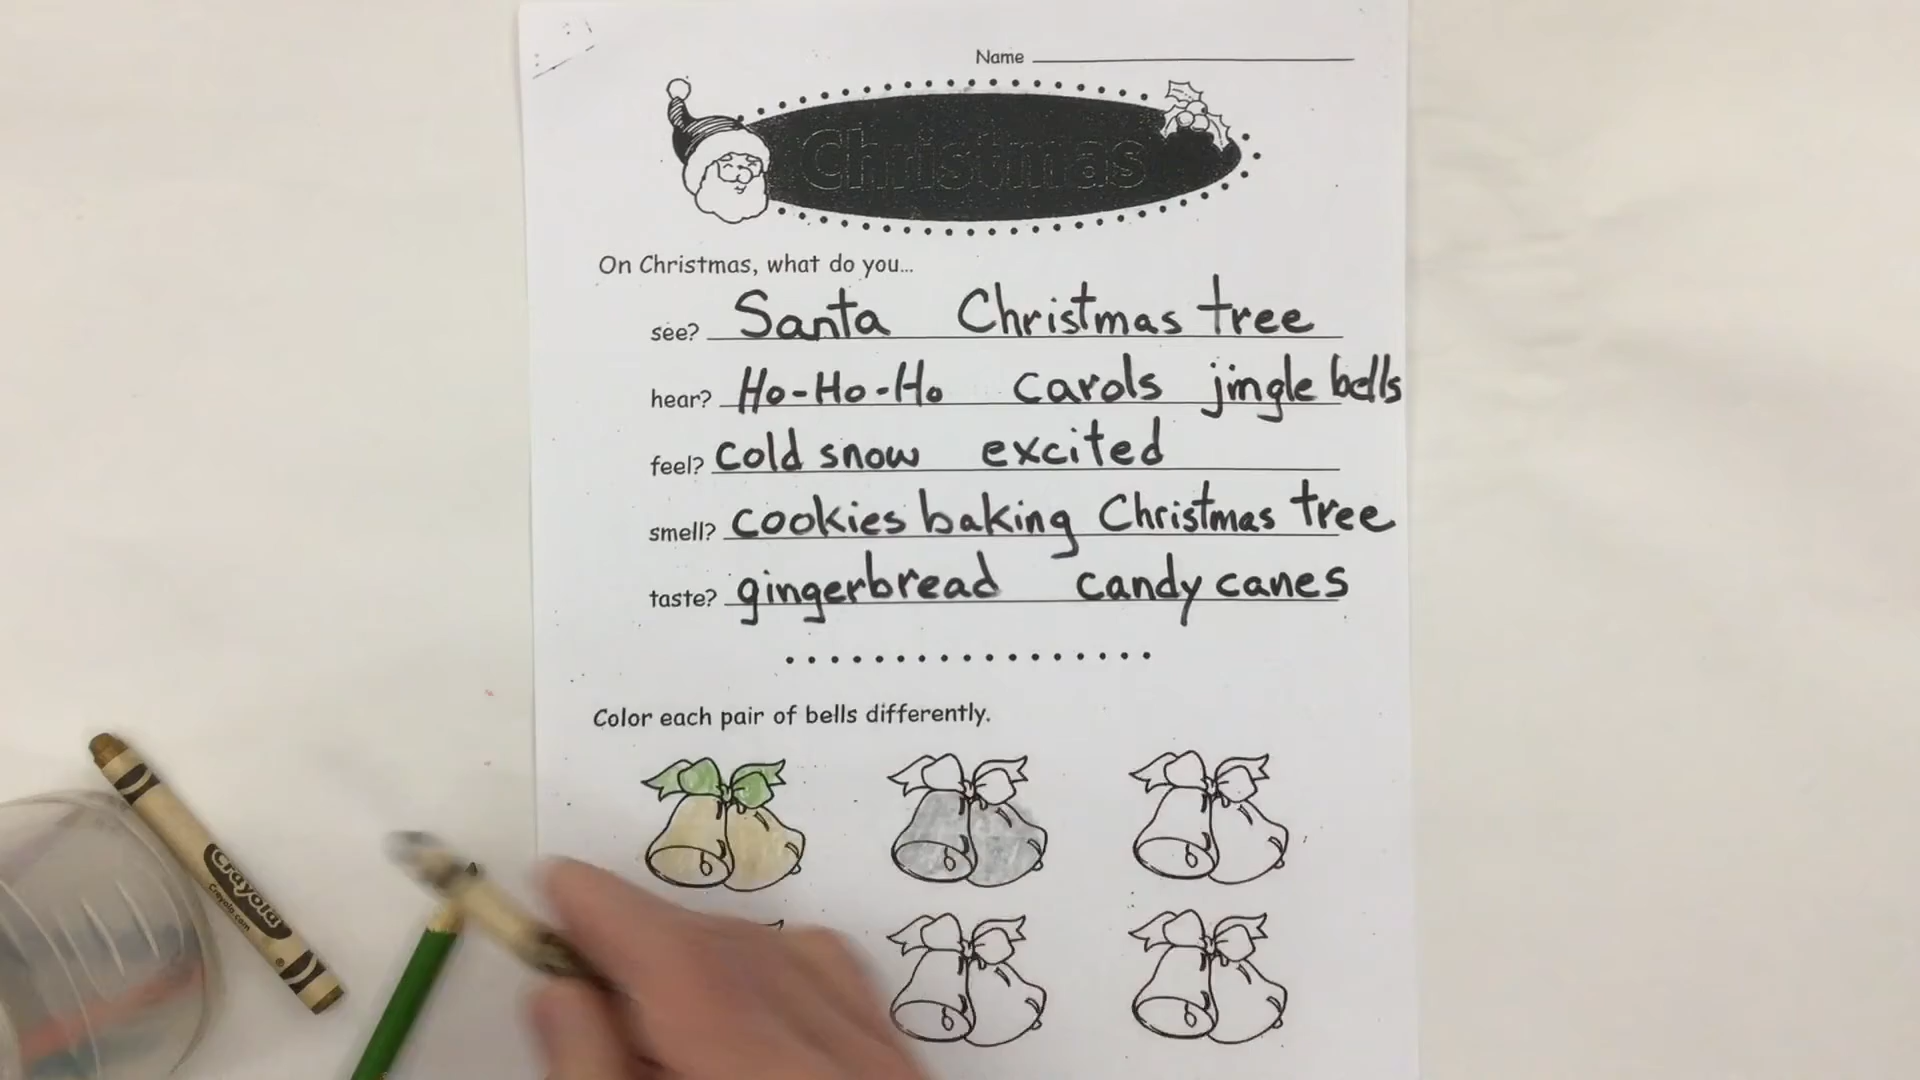 Name
Christmas
On Christmas, what do you...
see? Santa Christmas tree
hear? Ho-Ho-Ho carols jingle bells
feel? cold snow excited
smell? cookies baking Christmas tree
taste? gingerbread candy canes
Color each pair of bells differently.
Crayola
Crayola.com